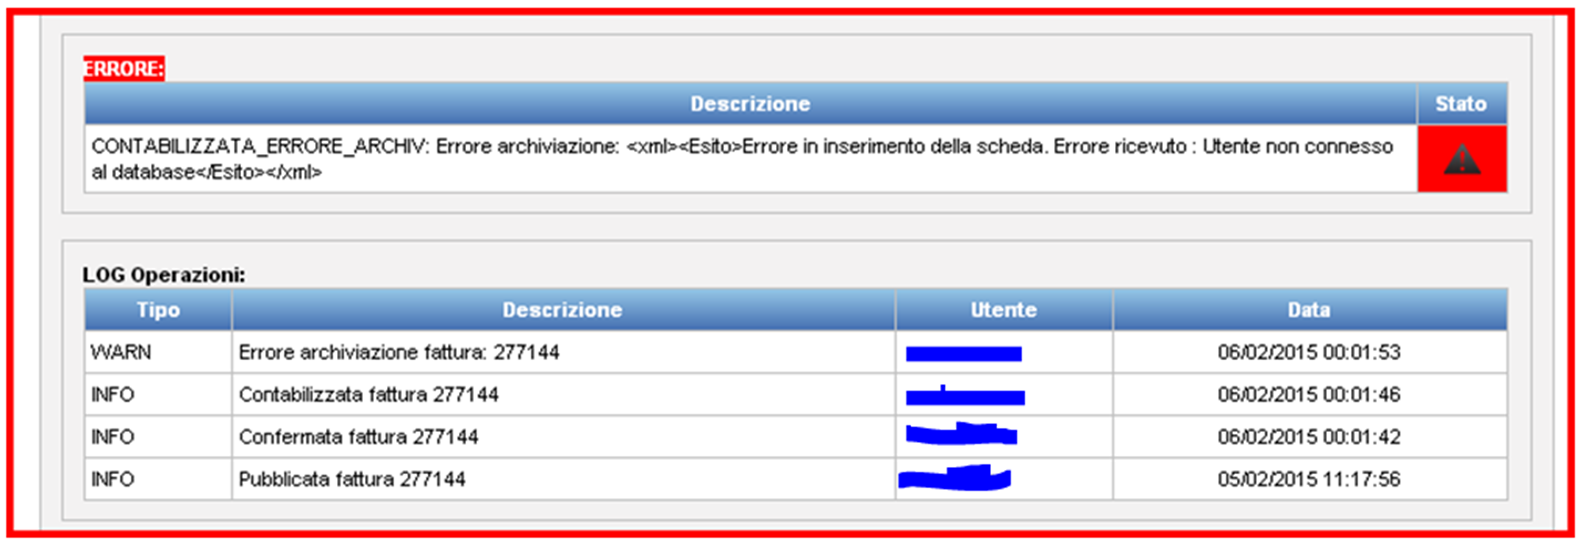 ERRORE:
Descrizione Stato
CONTABILIZZATA_ERRORE_ARCHIV: Errore archiviazione: <xml><Esito>Errore in inserimento della scheda. Errore ricevuto : Utente non connesso
al database</Esito></xml>
LOG Operazioni:
Tipo Descrizione Utente Data
WARN Errore archiviazione fattura: 277144 06/02/2015 00:01:53
INFO Contabilizzata fattura 277144 06/02/2015 00:01:46
INFO Confermata fattura 277144 06/02/2015 00:01:42
INFO Pubblicata fattura 277144 05/02/2015 11:17:56